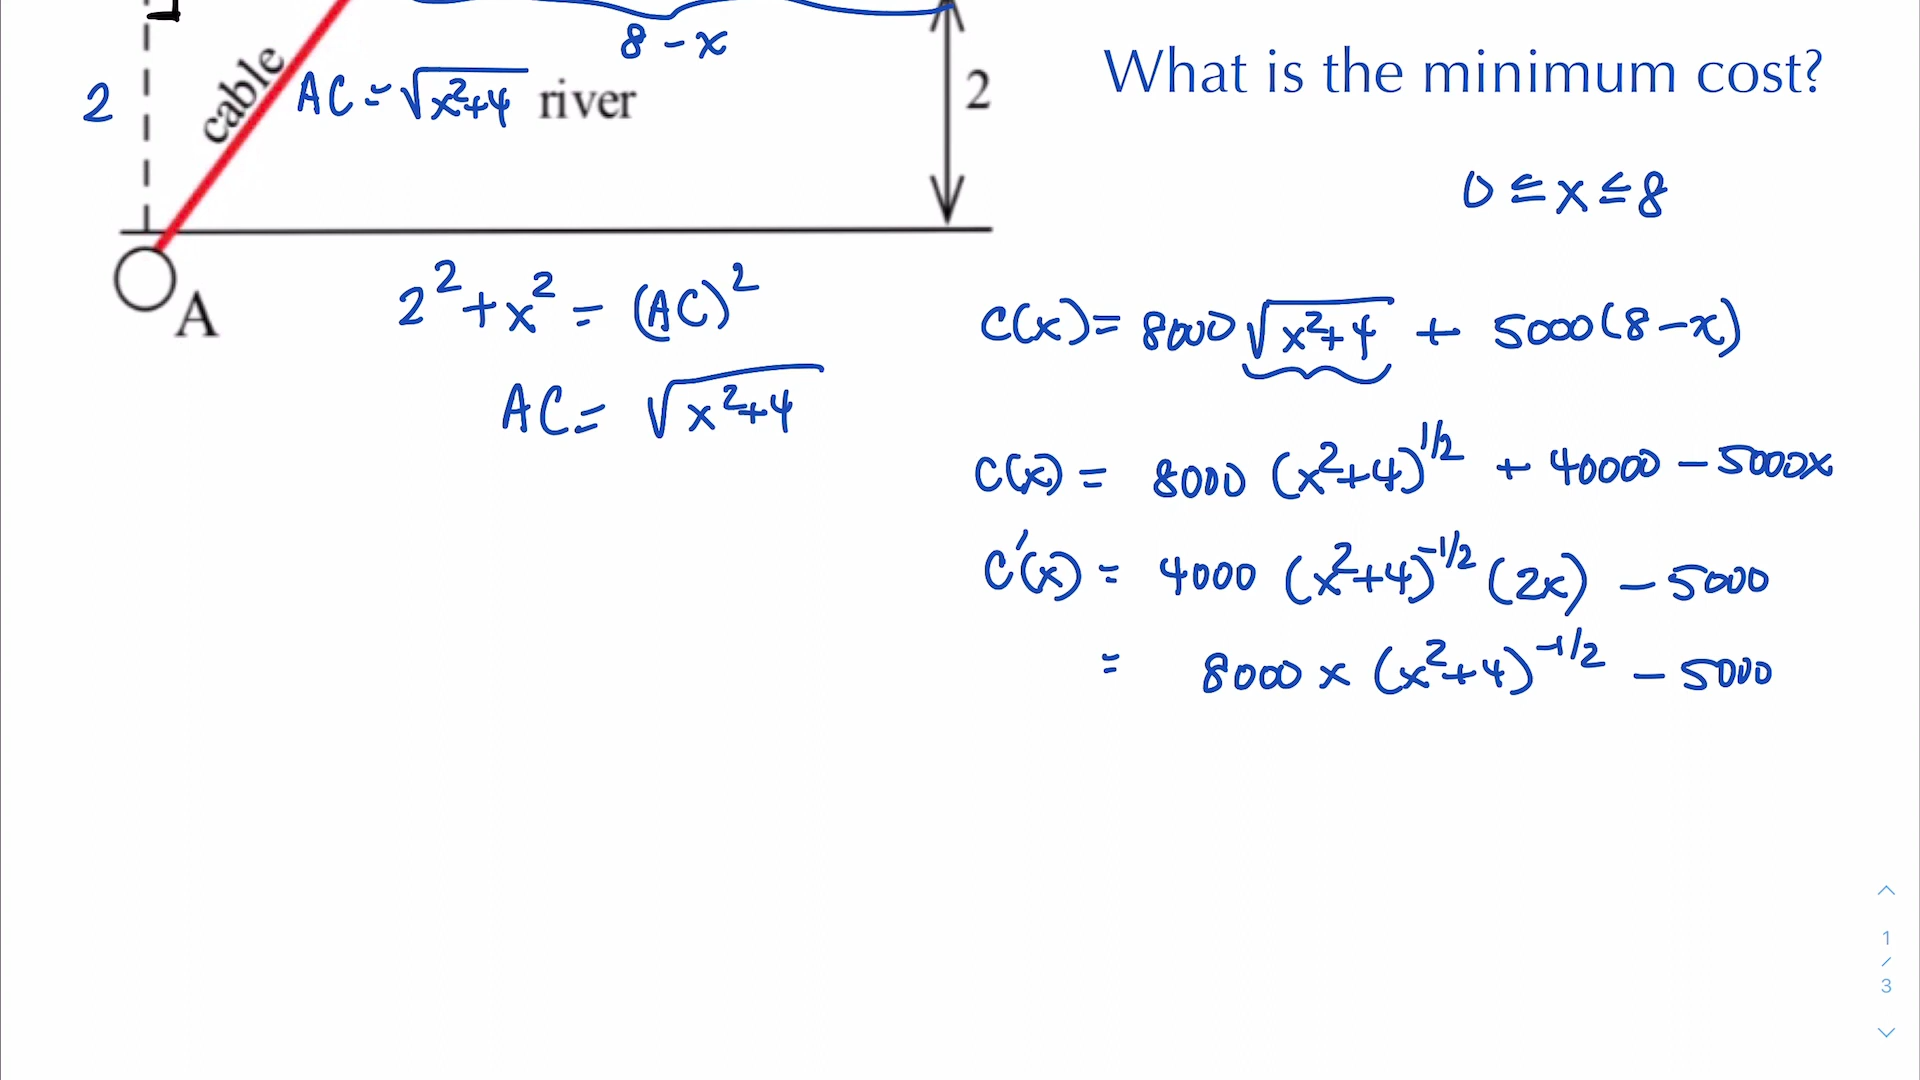 8 - x
2
cable
AC = √x²+4
river
2
What is the minimum cost?
0 ≤ x ≤ 8
A
2² + x² = (AC)²
AC = √x²+4
C(x) = 8000 √x²+4 + 5000(8-x)
C(x) = 8000 (x²+4)^1/2 + 40000 - 5000x
C'(x) = 4000 (x²+4)^-1/2 (2x) - 5000
= 8000 x (x²+4)^-1/2 - 5000
1
/
3